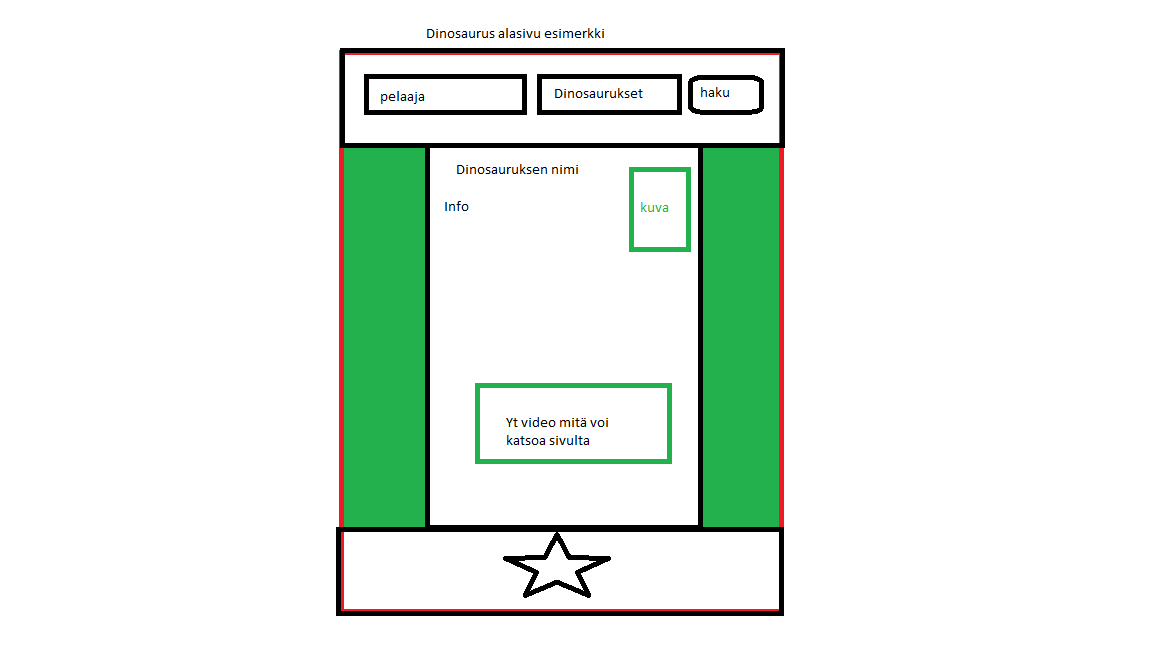 Dinosaurus alasivu esimerkki
pelaaja
Dinosaurukset
haku
Dinosauruksen nimi
Info
kuva
Yt video mitä voi
katsoa sivulta